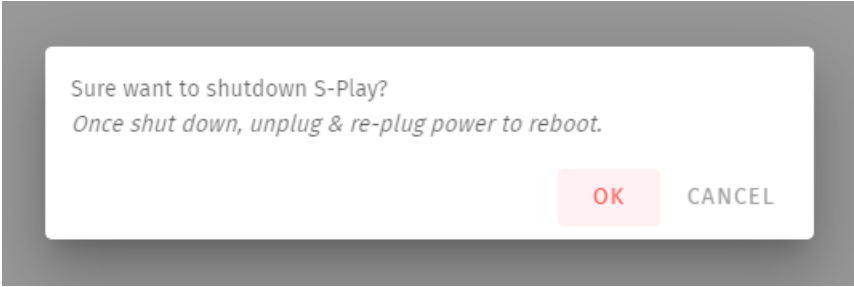 Sure want to shutdown S-Play?
Once shut down, unplug & re-plug power to reboot.
OK CANCEL